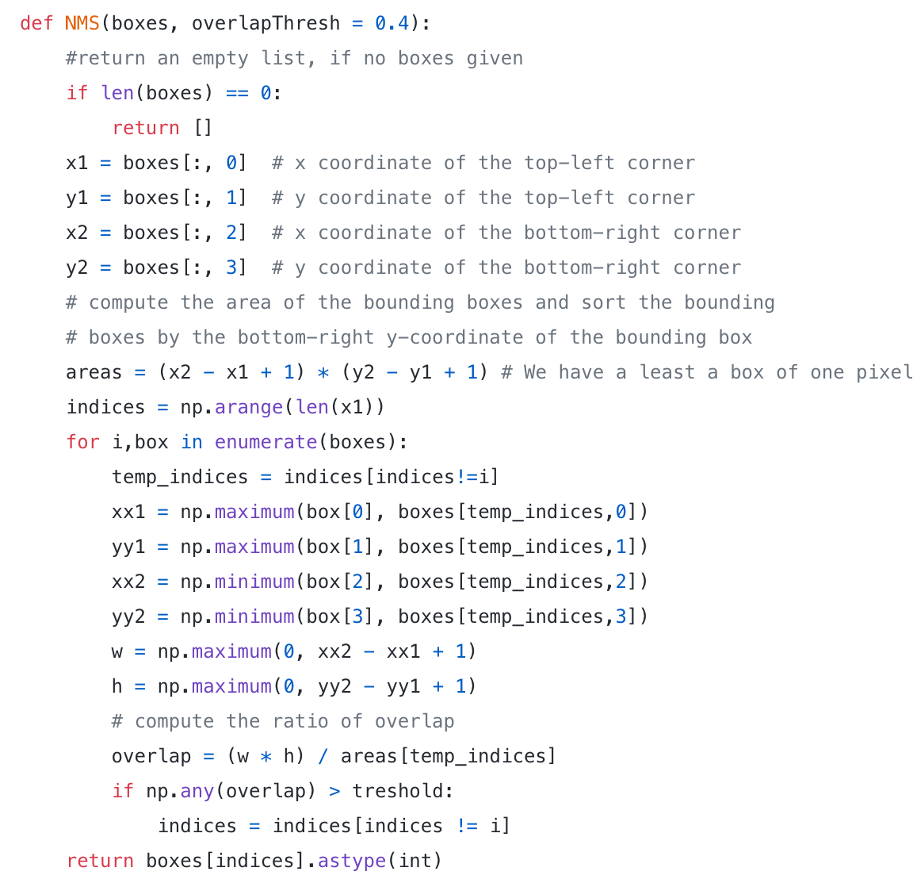 def NMS(boxes, overlapThresh = 0.4):
    #return an empty list, if no boxes given
    if len(boxes) == 0:
        return []
    x1 = boxes[:, 0]  # x coordinate of the top-left corner
    y1 = boxes[:, 1]  # y coordinate of the top-left corner
    x2 = boxes[:, 2]  # x coordinate of the bottom-right corner
    y2 = boxes[:, 3]  # y coordinate of the bottom-right corner
    # compute the area of the bounding boxes and sort the bounding
    # boxes by the bottom-right y-coordinate of the bounding box
    areas = (x2 - x1 + 1) * (y2 - y1 + 1) # We have a least a box of one pixel
    indices = np.arange(len(x1))
    for i,box in enumerate(boxes):
        temp_indices = indices[indices!=i]
        xx1 = np.maximum(box[0], boxes[temp_indices,0])
        yy1 = np.maximum(box[1], boxes[temp_indices,1])
        xx2 = np.minimum(box[2], boxes[temp_indices,2])
        yy2 = np.minimum(box[3], boxes[temp_indices,3])
        w = np.maximum(0, xx2 - xx1 + 1)
        h = np.maximum(0, yy2 - yy1 + 1)
        # compute the ratio of overlap
        overlap = (w * h) / areas[temp_indices]
        if np.any(overlap) > treshold:
            indices = indices[indices != i]
    return boxes[indices].astype(int)